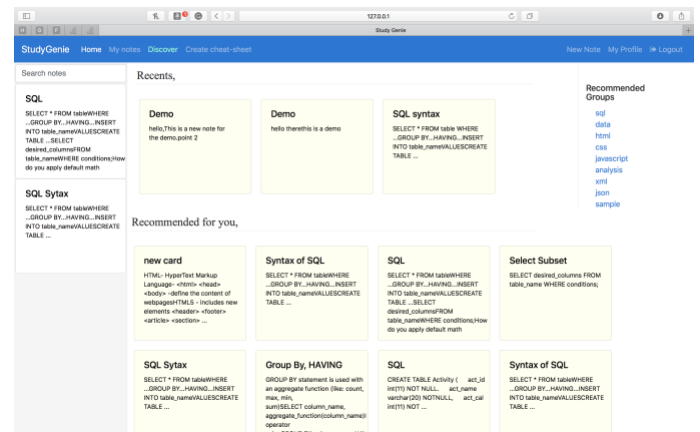 127.0.0.1
Study Genie
StudyGenie Home My notes Discover Create cheat-sheet New Note My Profile Logout
Search notes
SQL
SELECT * FROM tableWHERE
...GROUP BY...HAVING...INSERT
INTO table_nameVALUESCREATE
TABLE ...SELECT
desired_columnsFROM
table_nameWHERE conditions;How
do you apply default math
SQL Sytax
SELECT * FROM tableWHERE
...GROUP BY...HAVING...INSERT
INTO table_nameVALUESCREATE
TABLE ...
Recents,
Demo
hello,This is a new note for
the demo.point 2
Demo
hello therethis is a demo
SQL syntax
SELECT * FROM table WHERE
...GROUP BY...HAVING...INSERT
INTO table_nameVALUESCREATE
TABLE ...
Recommended for you,
new card
HTML- HyperText Markup
Language- <html> <head>
<body> -define the content of
webpagesHTML5 - includes new
elements <header> <footer>
<article> <section> ...
Syntax of SQL
SELECT * FROM tableWHERE
...GROUP BY...HAVING...INSERT
INTO table_nameVALUESCREATE
TABLE ...
SQL
SELECT * FROM tableWHERE
...GROUP BY...HAVING...INSERT
INTO table_nameVALUESCREATE
TABLE ...SELECT
desired_columnsFROM
table_nameWHERE conditions;How
do you apply default math
Select Subset
SELECT desired_columns FROM
table_name WHERE conditions;
SQL Sytax
SELECT * FROM tableWHERE
...GROUP BY...HAVING...INSERT
INTO table_nameVALUESCREATE
TABLE ...
Group By, HAVING
GROUP BY statement is used with
an aggregate function (like: count,
max, min,
sum)SELECT column_name,
aggregate_function(column_name)
operator
SQL
CREATE TABLE Activity ( act_id
int(11) NOT NULL, act_name
varchar(20) NOTNULL, act_cal
int(11) NOT ...
Syntax of SQL
SELECT * FROM tableWHERE
...GROUP BY...HAVING...INSERT
INTO table_nameVALUESCREATE
TABLE ...
Recommended
Groups
sql
data
html
css
javascript
analysis
xml
json
sample